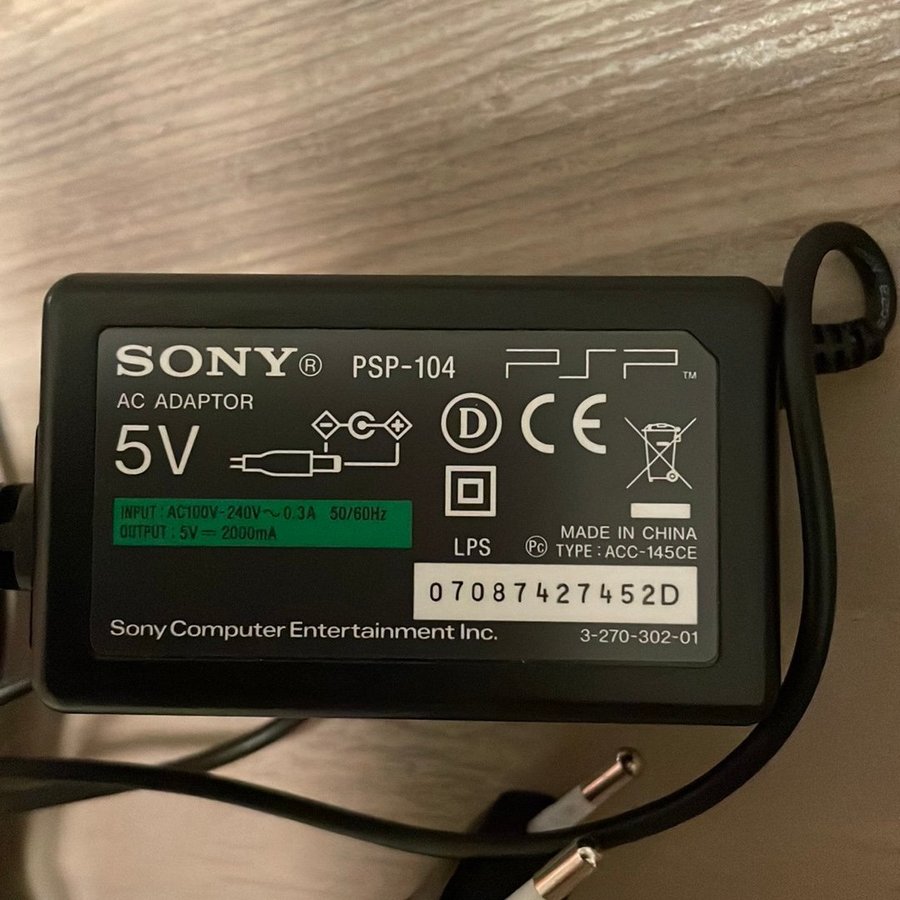 SONY® PSP-104 PSP™
AC ADAPTOR
5V
INPUT : AC100V-240V~0.3A 50/60Hz
OUTPUT : 5V⎓2000mA
D CE
LPS
MADE IN CHINA
TYPE : ACC-145CE
07087427452D
Sony Computer Entertainment Inc.
3-270-302-01